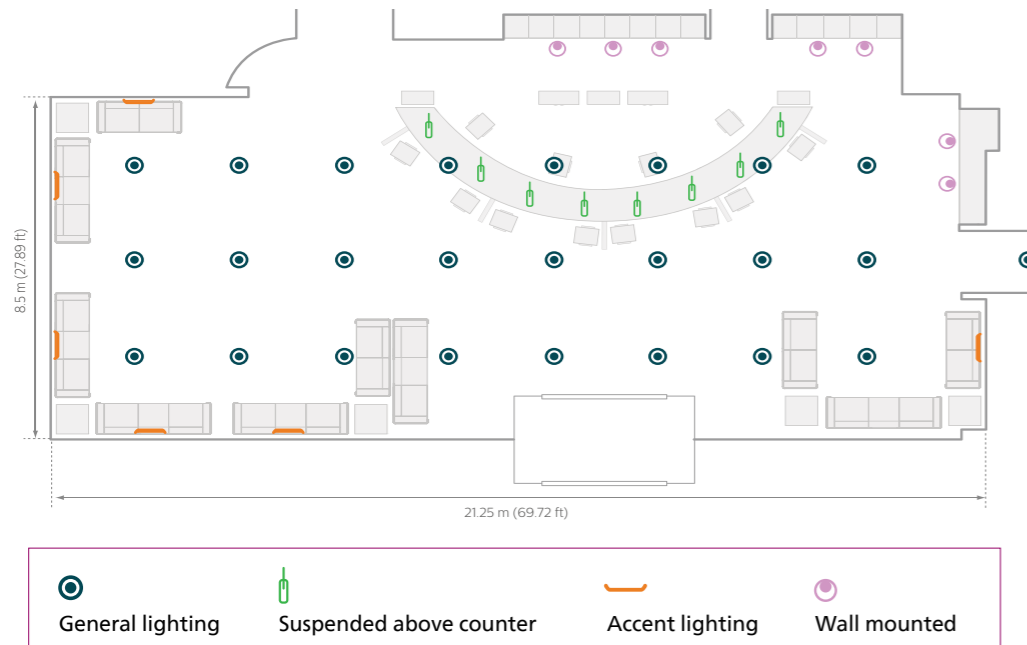 8.5 m (27.89 ft)
21.25 m (69.72 ft)
General lighting
Suspended above counter
Accent lighting
Wall mounted